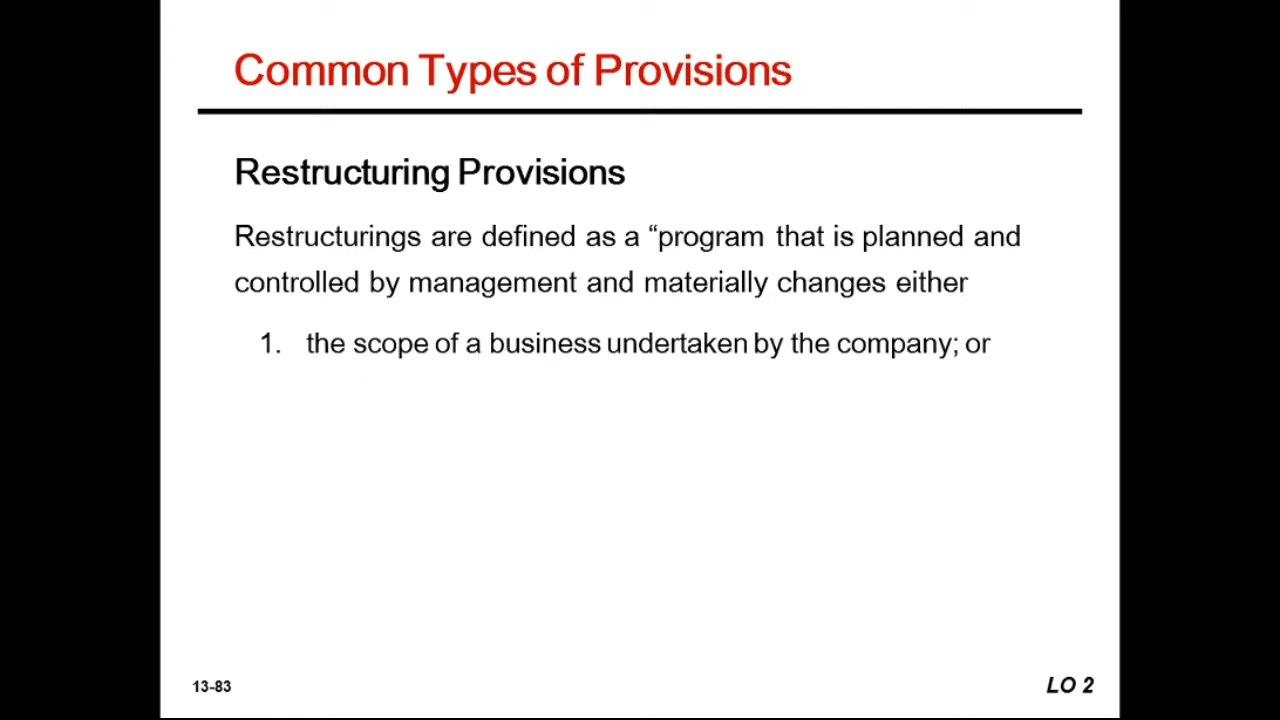 Common Types of Provisions
Restructuring Provisions
Restructurings are defined as a “program that is planned and
controlled by management and materially changes either
1. the scope of a business undertaken by the company; or
13-83
LO 2